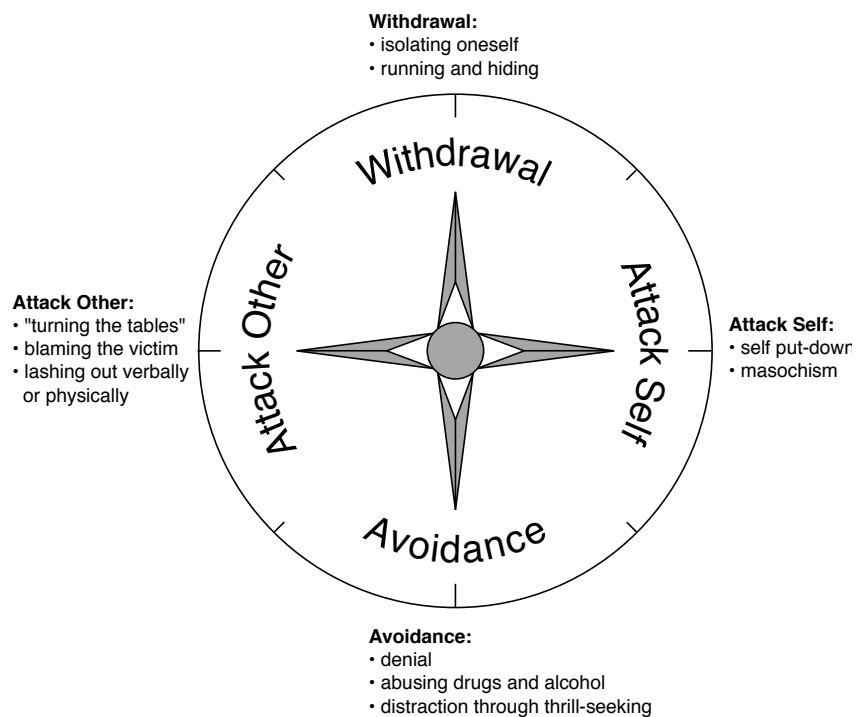 Withdrawal:
• isolating oneself
• running and hiding
Withdrawal
Attack Other:
• "turning the tables"
• blaming the victim
• lashing out verbally
or physically
Attack Other
Attack Self
Attack Self:
• self put-down
• masochism
Avoidance
Avoidance:
• denial
• abusing drugs and alcohol
• distraction through thrill-seeking